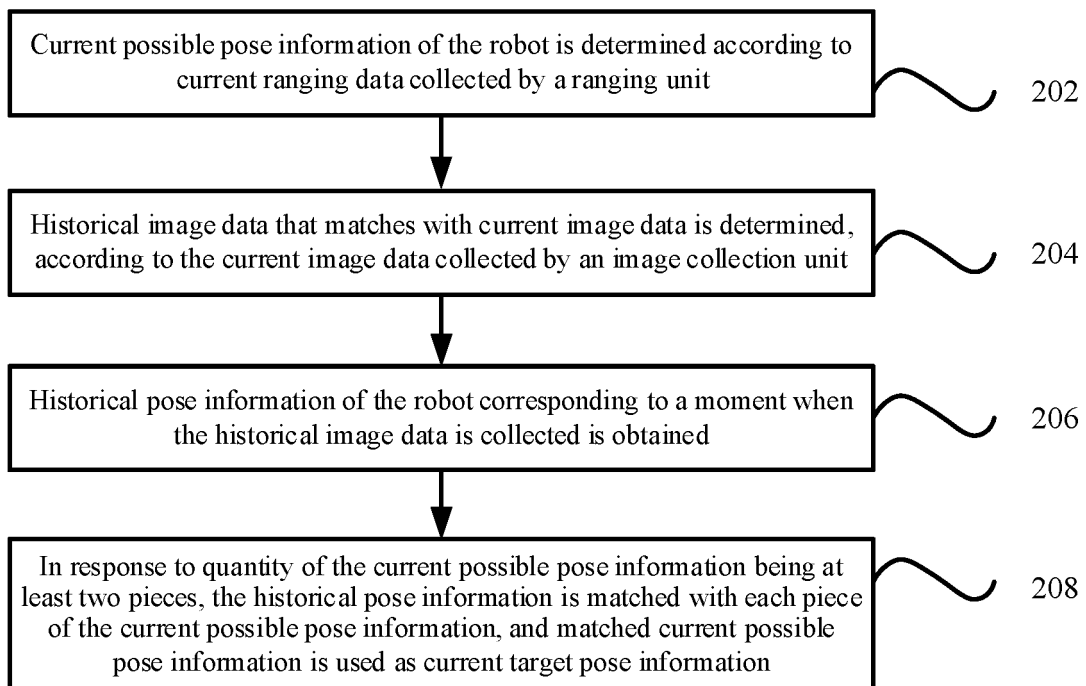 Current possible pose information of the robot is determined according to
current ranging data collected by a ranging unit
202
Historical image data that matches with current image data is determined,
according to the current image data collected by an image collection unit
204
Historical pose information of the robot corresponding to a moment when
the historical image data is collected is obtained
206
In response to quantity of the current possible pose information being at
least two pieces, the historical pose information is matched with each piece
of the current possible pose information, and matched current possible
pose information is used as current target pose information
208